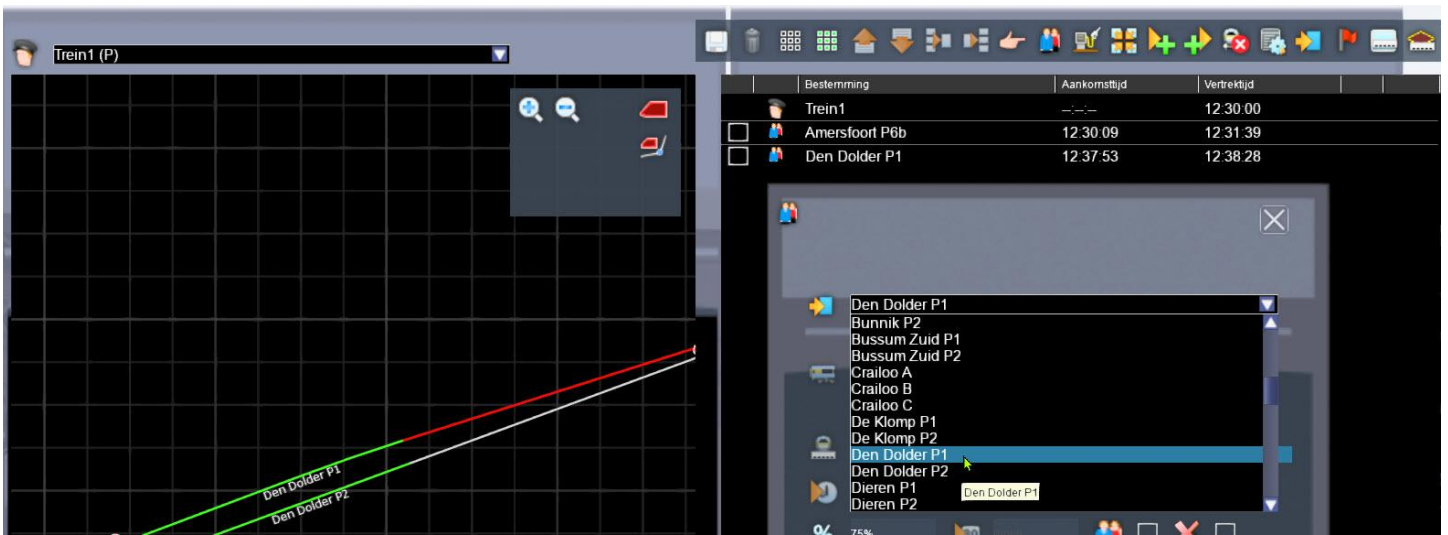 Trein1 (P)
Bestemming Aankomsttijd Vertrektijd
Trein1 --:--:-- 12:30:00
Amersfoort P6b 12:30:09 12:31:39
Den Dolder P1 12:37:53 12:38:28
Den Dolder P1
Bunnik P2
Bussum Zuid P1
Bussum Zuid P2
Crailoo A
Crailoo B
Crailoo C
De Klomp P1
De Klomp P2
Den Dolder P1
Den Dolder P2
Dieren P1
Dieren P2
Den Dolder P1
% 75%
Den Dolder P1
Den Dolder P2